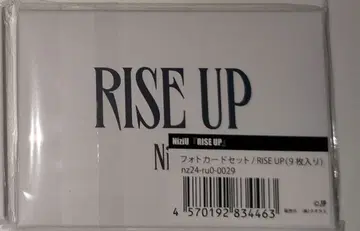 RISE UP
Ni
NiziU 『RISE UP』
フォトカードセット/RISE UP(9枚入り)
nz24-ru0-0029
4 570192 834463
©JP